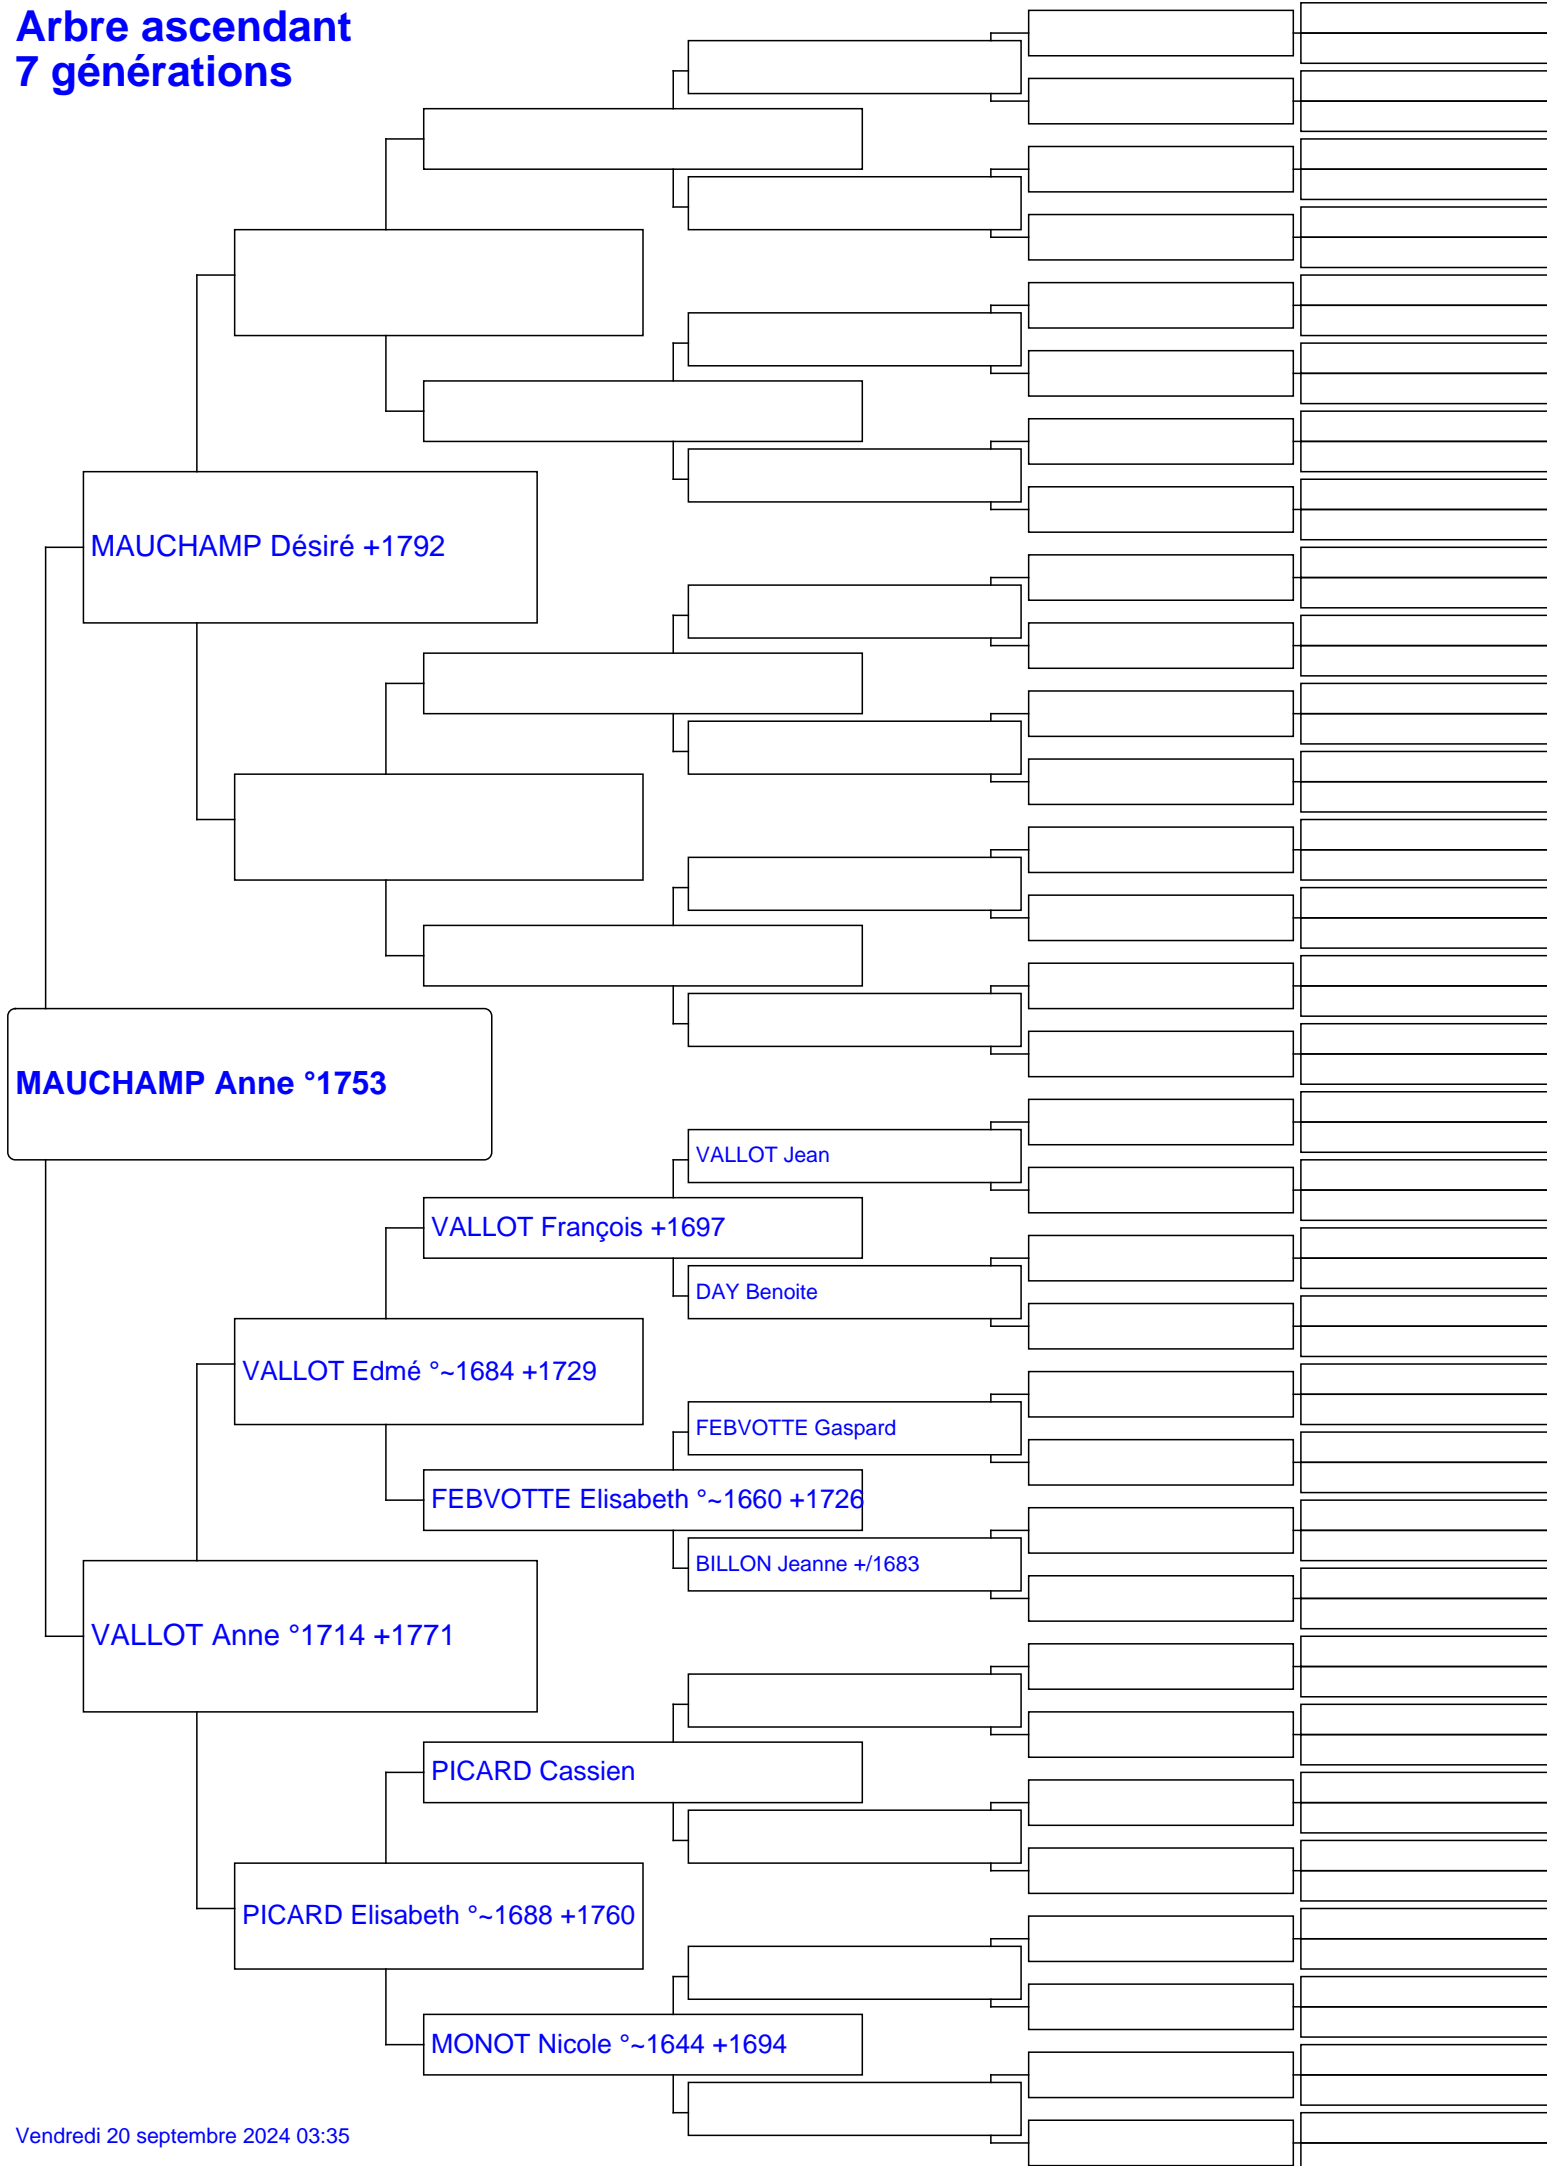 Arbre ascendant
7 générations
MAUCHAMP Désiré +1792
MAUCHAMP Anne °1753
VALLOT Jean
VALLOT François +1697
DAY Benoite
VALLOT Edmé °~1684 +1729
FEBVOTTE Gaspard
FEBVOTTE Elisabeth °~1660 +1726
BILLON Jeanne +/1683
VALLOT Anne °1714 +1771
PICARD Cassien
PICARD Elisabeth °~1688 +1760
MONOT Nicole °~1644 +1694
Vendredi 20 septembre 2024 03:35